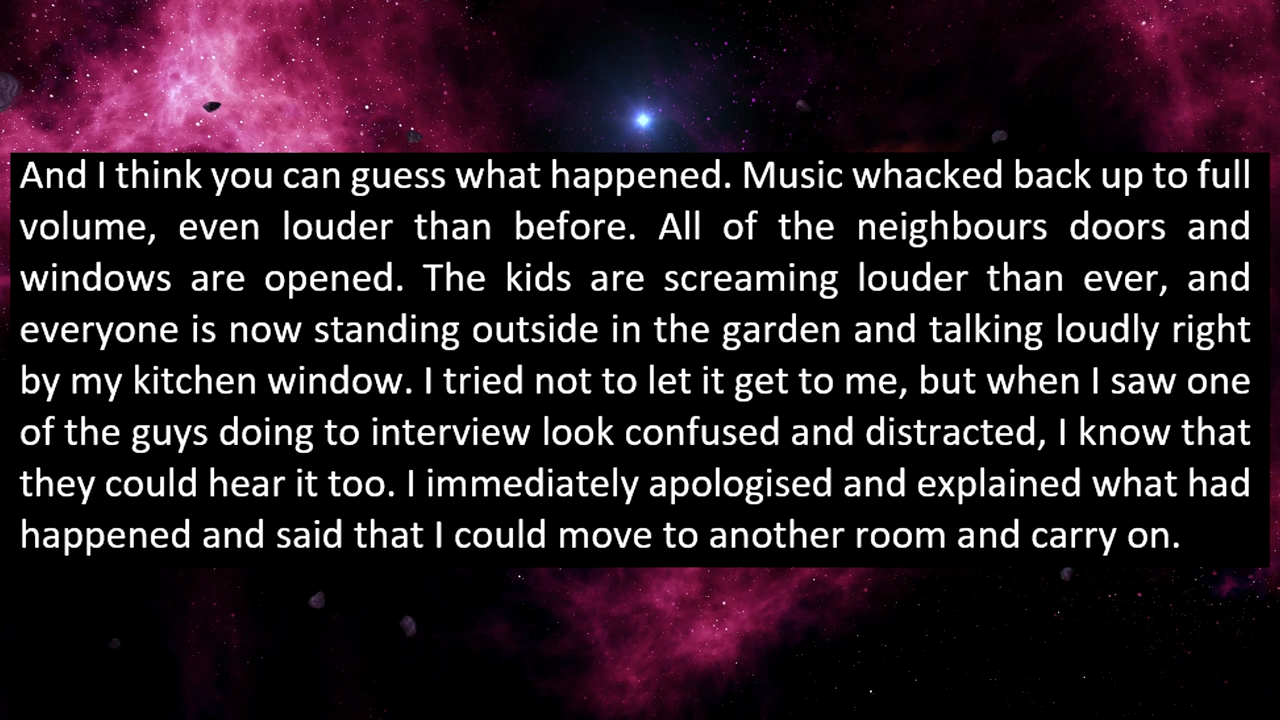 And I think you can guess what happened. Music whacked back up to full
volume, even louder than before. All of the neighbours doors and
windows are opened. The kids are screaming louder than ever, and
everyone is now standing outside in the garden and talking loudly right
by my kitchen window. I tried not to let it get to me, but when I saw one
of the guys doing to interview look confused and distracted, I know that
they could hear it too. I immediately apologised and explained what had
happened and said that I could move to another room and carry on.